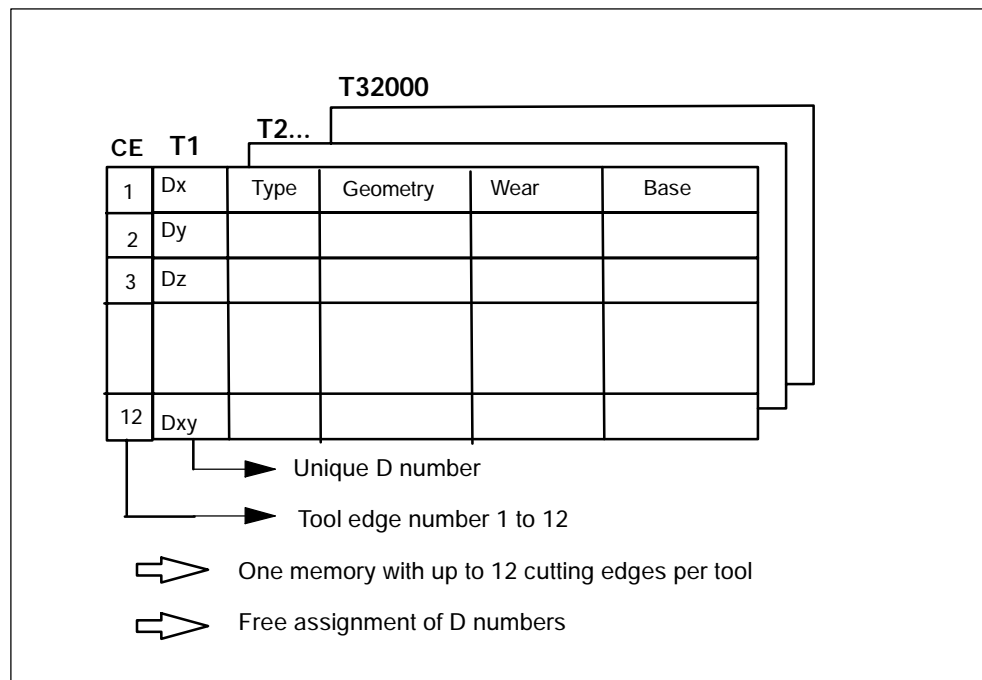 T32000
T2...
CE T1
1 Dx Type Geometry Wear Base
2 Dy
3 Dz
12 Dxy
Unique D number
Tool edge number 1 to 12
One memory with up to 12 cutting edges per tool
Free assignment of D numbers